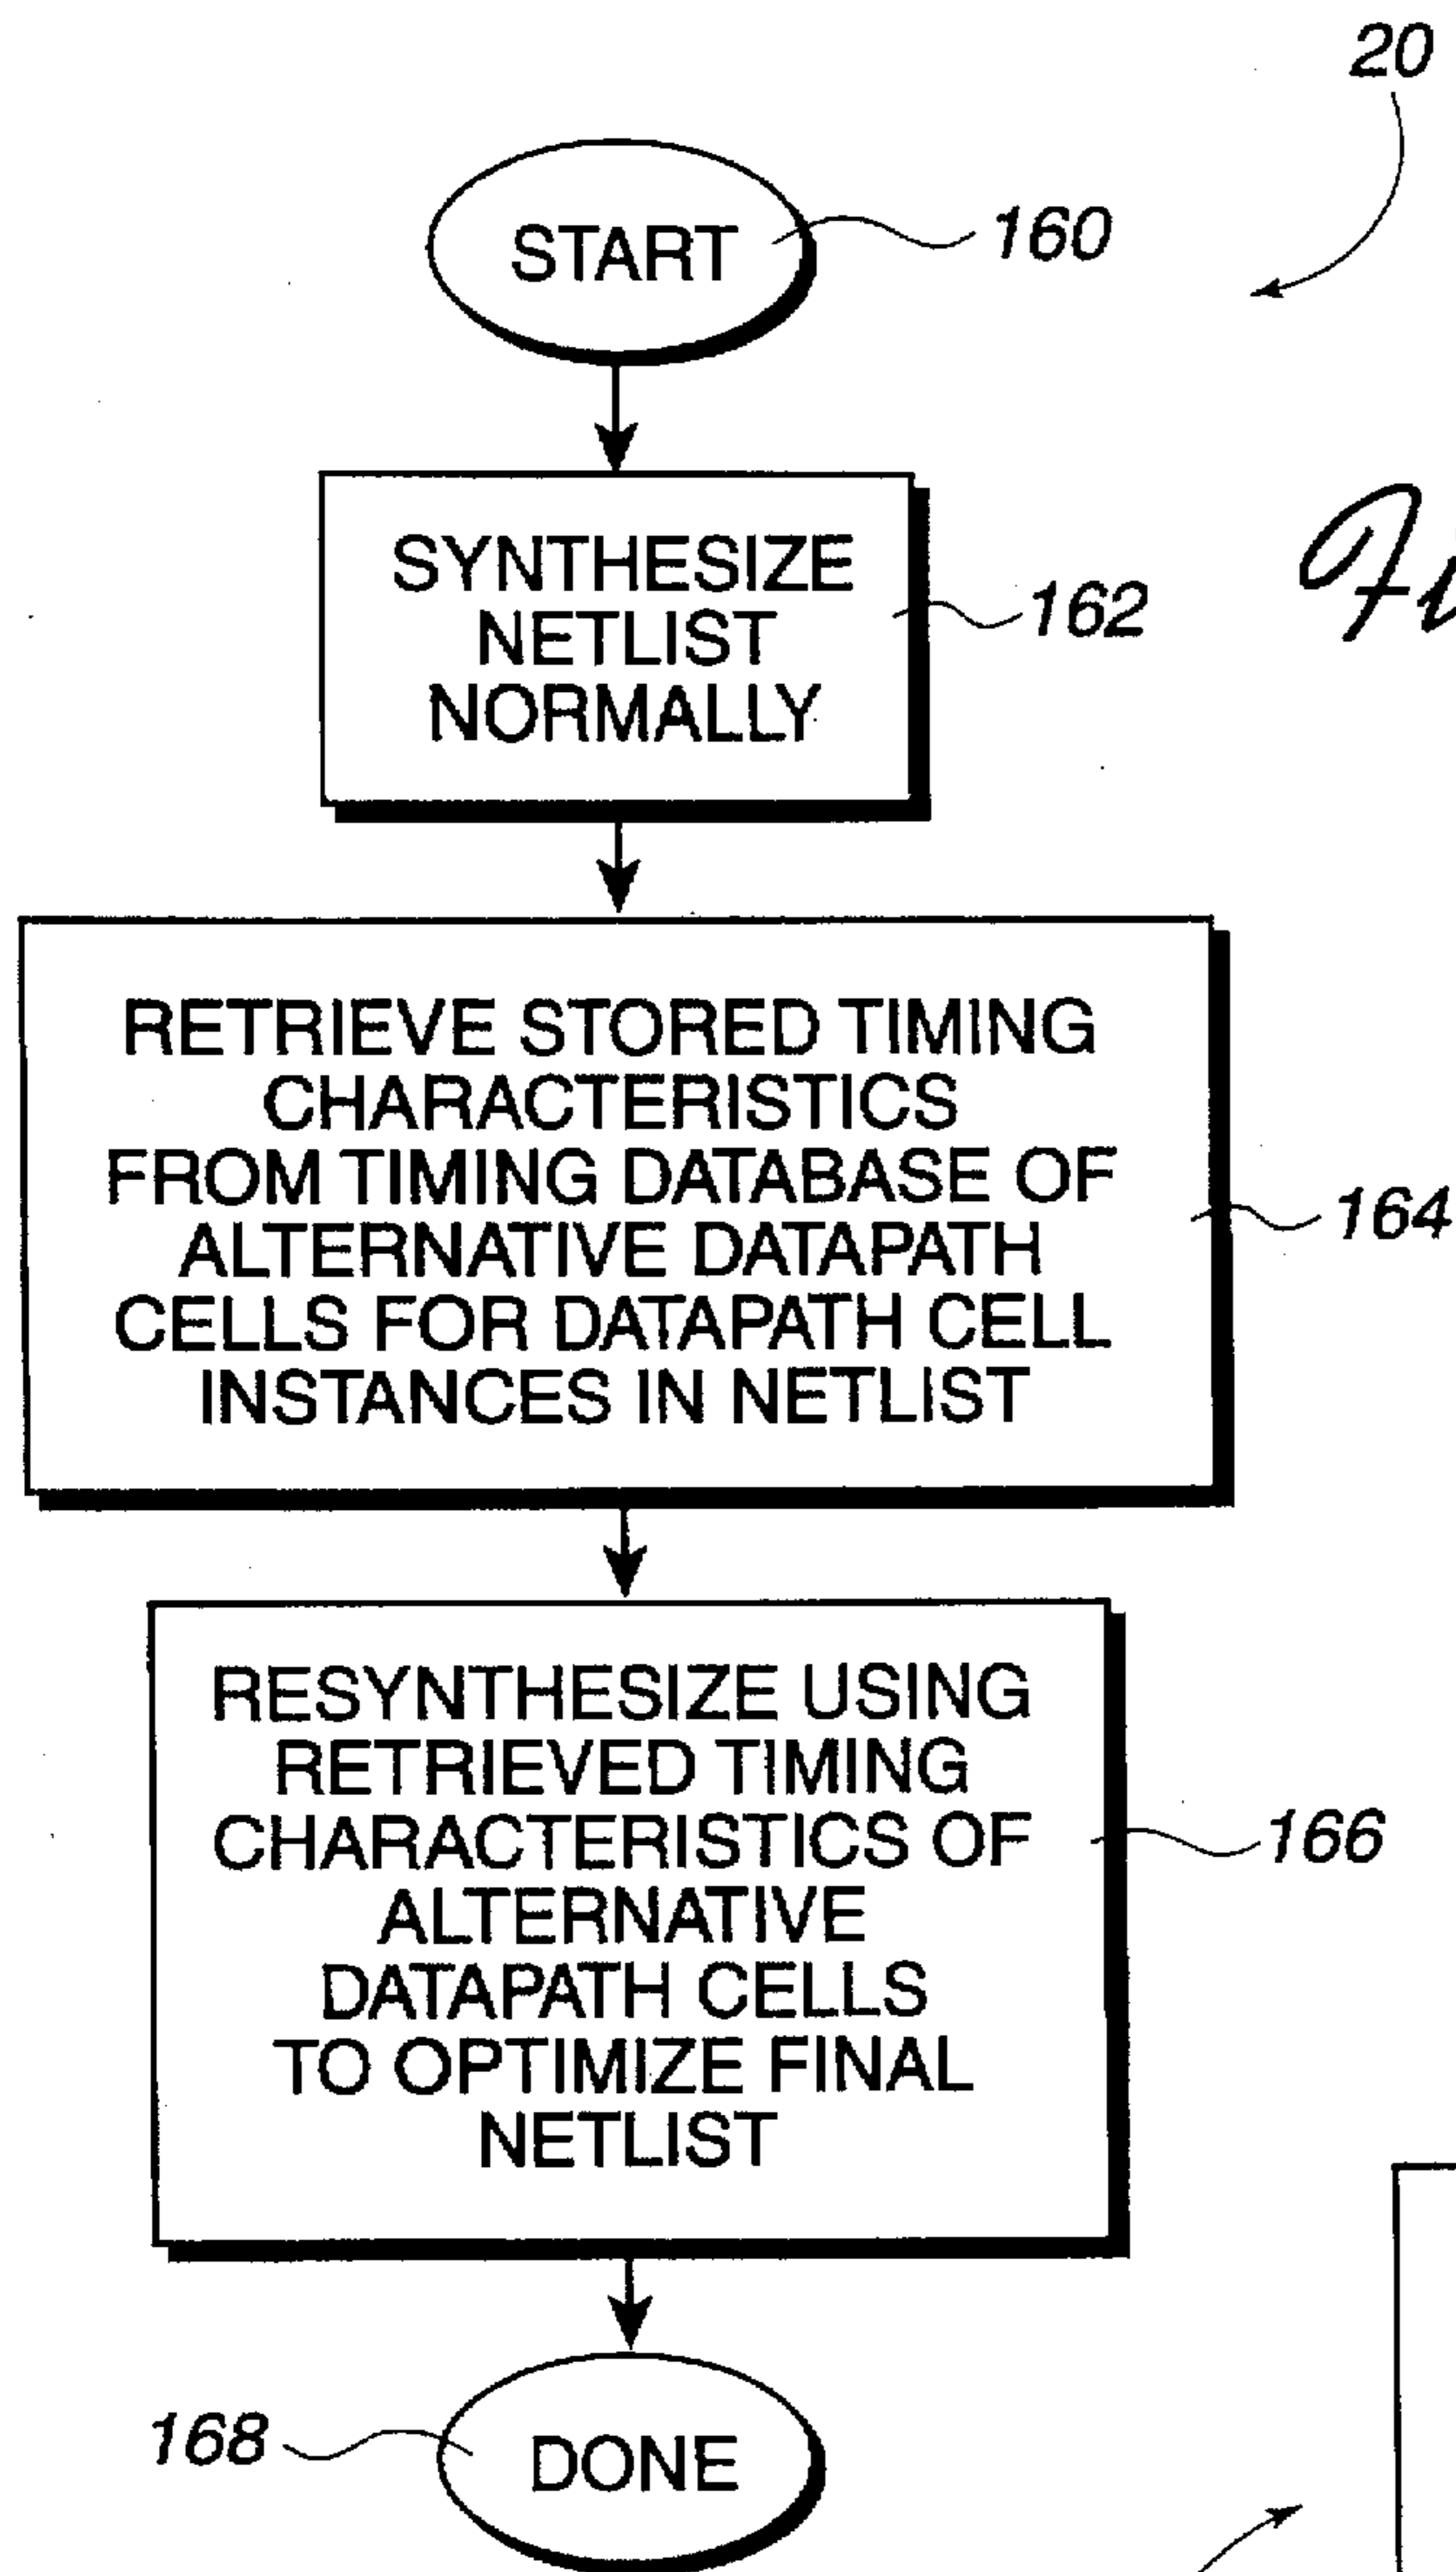 20
START
160
SYNTHESIZE
NETLIST
NORMALLY
162
RETRIEVE STORED TIMING
CHARACTERISTICS
FROM TIMING DATABASE OF
ALTERNATIVE DATAPATH
CELLS FOR DATAPATH CELL
INSTANCES IN NETLIST
164
RESYNTHESIZE USING
RETRIEVED TIMING
CHARACTERISTICS OF
ALTERNATIVE
DATAPATH CELLS
TO OPTIMIZE FINAL
NETLIST
166
168
DONE